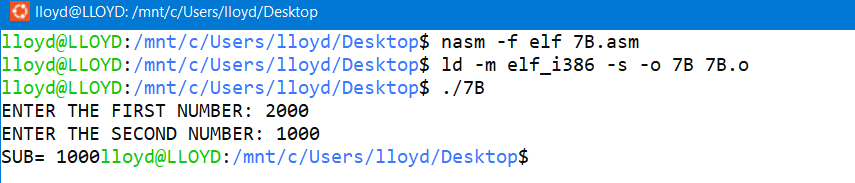 lloyd@LLOYD: /mnt/c/Users/lloyd/Desktop
lloyd@LLOYD:/mnt/c/Users/lloyd/Desktop$ nasm -f elf 7B.asm
lloyd@LLOYD:/mnt/c/Users/lloyd/Desktop$ ld -m elf_i386 -s -o 7B 7B.o
lloyd@LLOYD:/mnt/c/Users/lloyd/Desktop$ ./7B
ENTER THE FIRST NUMBER: 2000
ENTER THE SECOND NUMBER: 1000
SUB= 1000lloyd@LLOYD:/mnt/c/Users/lloyd/Desktop$